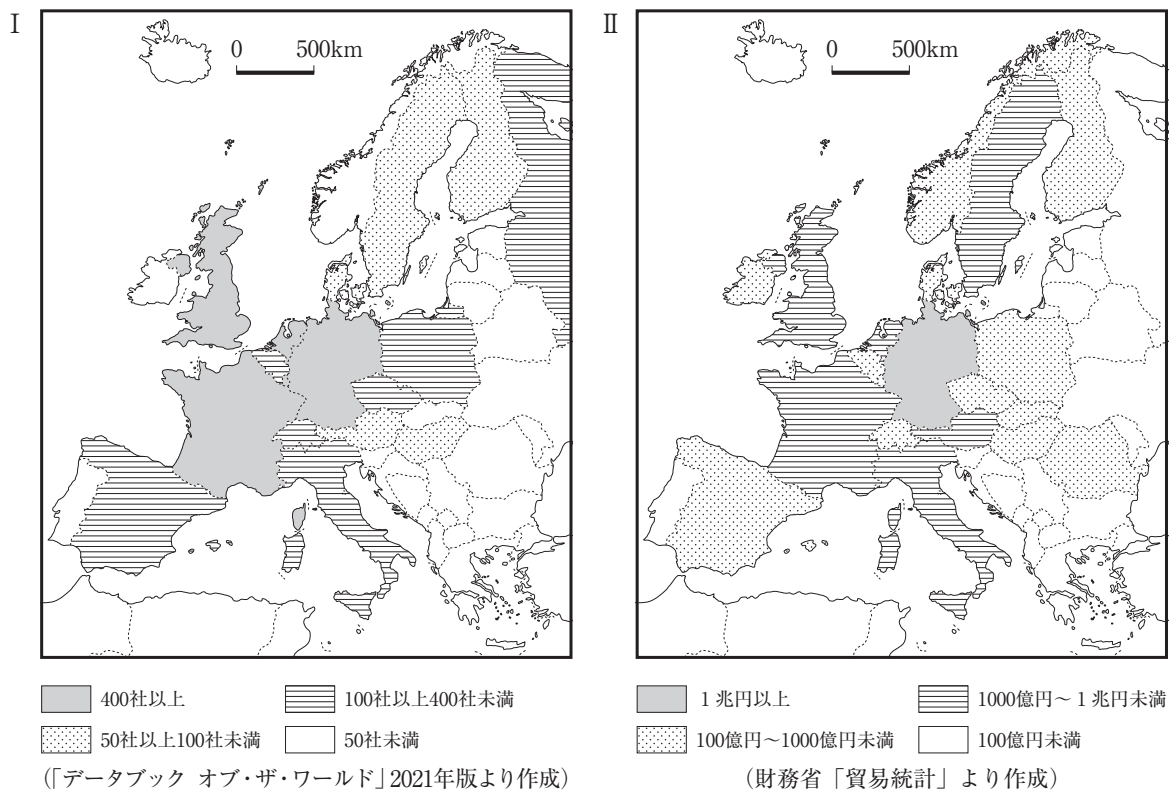 Ⅰ
0 500km
400社以上
100社以上400社未満
50社以上100社未満
50社未満
(「データブック オブ・ザ・ワールド」2021年版より作成)
Ⅱ
0 500km
1兆円以上
1000億円～1兆円未満
100億円～1000億円未満
100億円未満
(財務省「貿易統計」より作成)